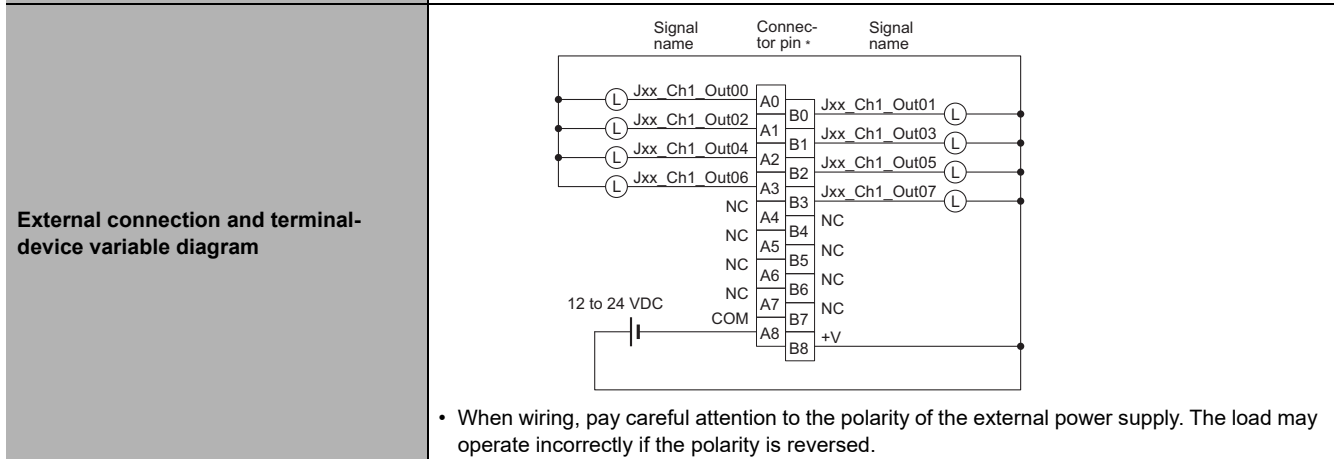 External connection and terminal-
device variable diagram
Signal
name
Connec-
tor pin *
Signal
name
L Jxx_Ch1_Out00 A0
B0 Jxx_Ch1_Out01 L
L Jxx_Ch1_Out02 A1
B1 Jxx_Ch1_Out03 L
L Jxx_Ch1_Out04 A2
B2 Jxx_Ch1_Out05 L
L Jxx_Ch1_Out06 A3
B3 Jxx_Ch1_Out07 L
NC A4
B4 NC
NC A5
B5 NC
NC A6
B6 NC
NC A7
B7 NC
12 to 24 VDC
COM A8
B8 +V
• When wiring, pay careful attention to the polarity of the external power supply. The load may
operate incorrectly if the polarity is reversed.